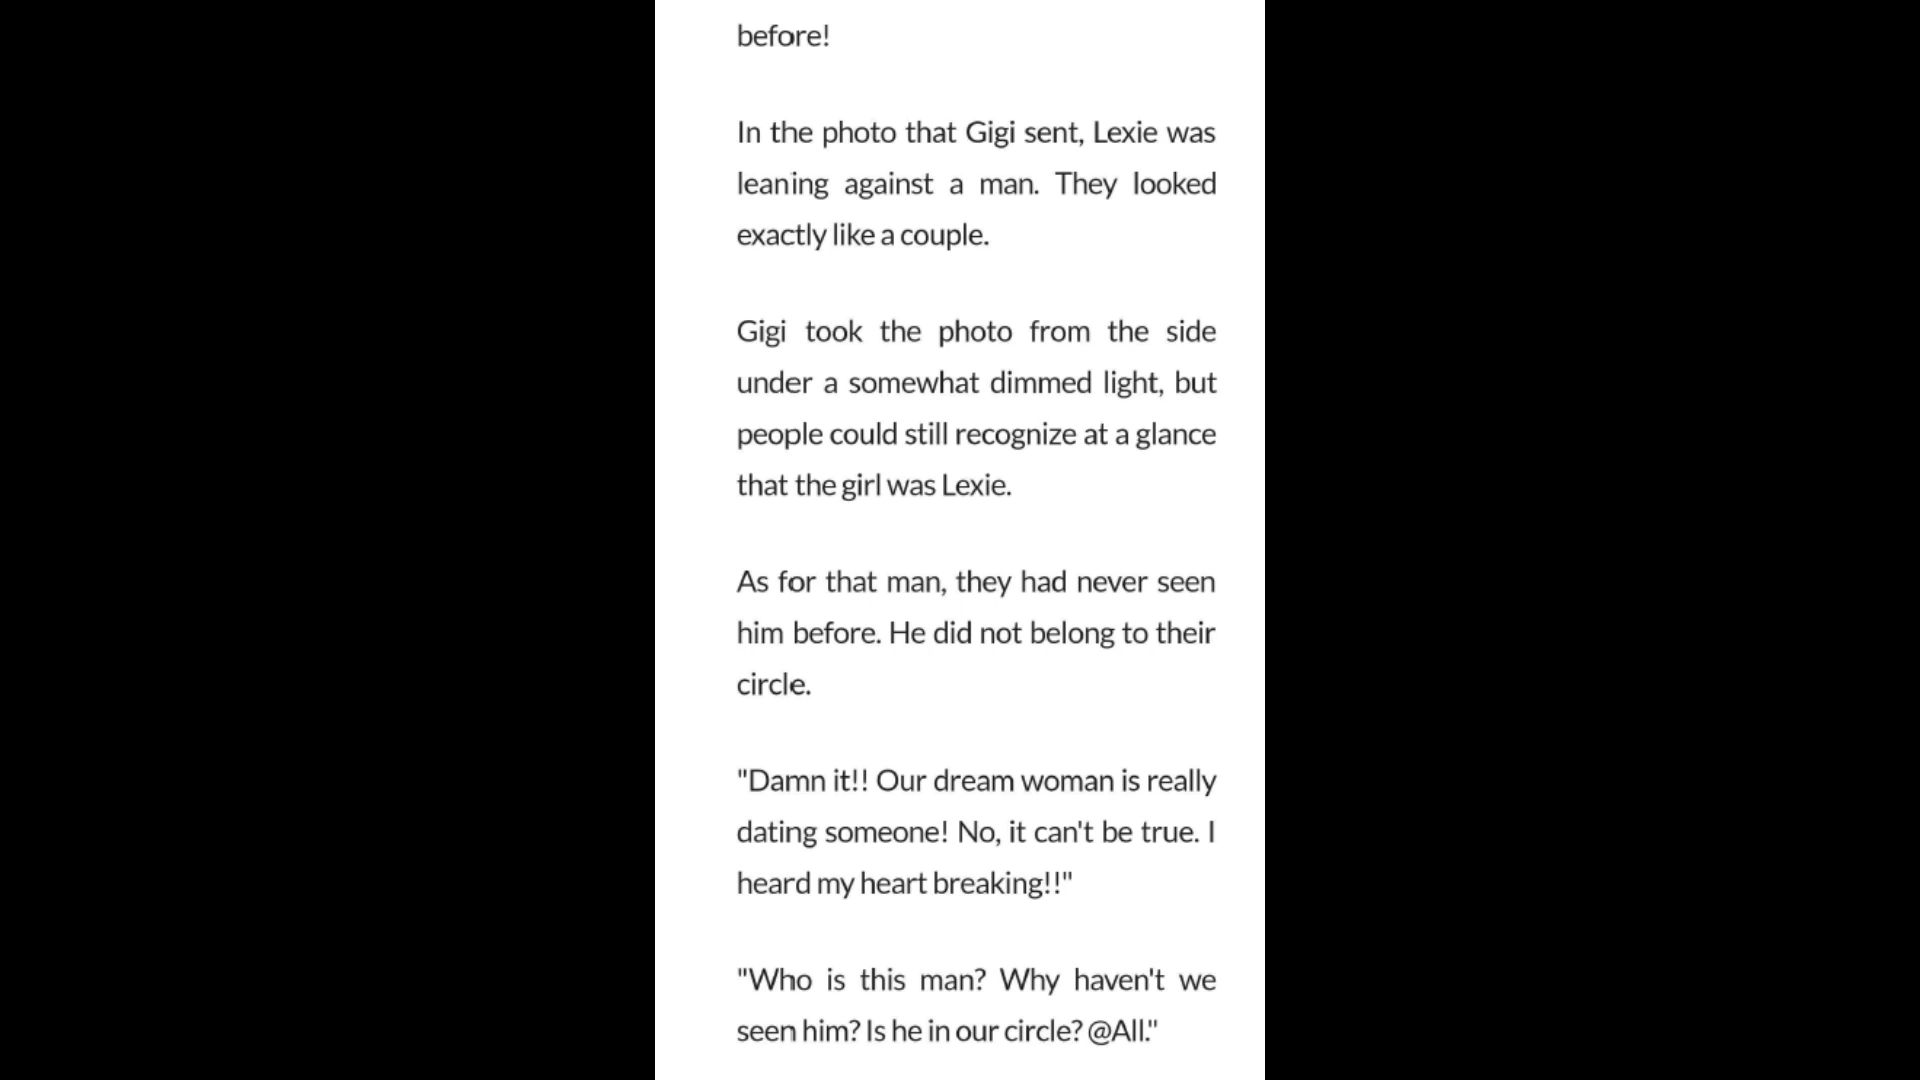 before!
In the photo that Gigi sent, Lexie was
leaning against a man. They looked
exactly like a couple.
Gigi took the photo from the side
under a somewhat dimmed light, but
people could still recognize at a glance
that the girl was Lexie.
As for that man, they had never seen
him before. He did not belong to their
circle.
"Damn it!! Our dream woman is really
dating someone! No, it can't be true. I
heard my heart breaking!!"
"Who is this man? Why haven't we
seen him? Is he in our circle? @All."